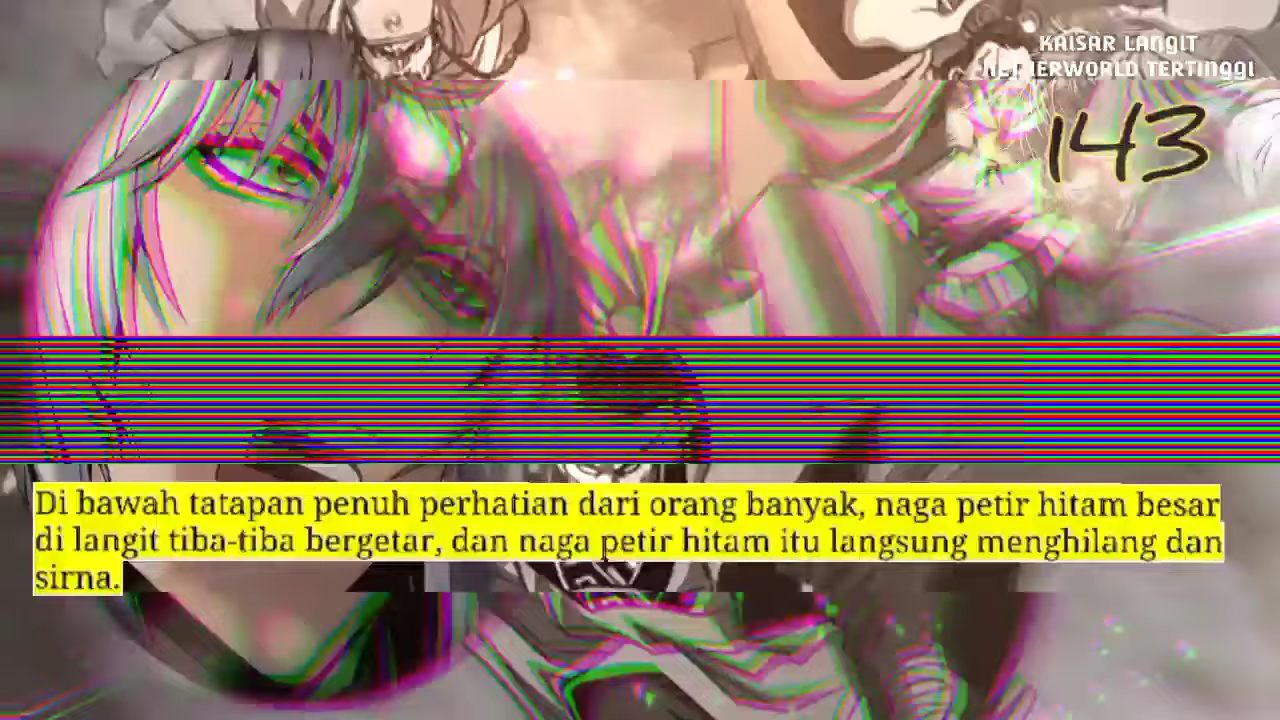 KAISAR LANGIT
TERTINGGI
143
Di bawah tatapan penuh perhatian dari orang banyak, naga petir hitam besar
di langit tiba-tiba bergetar, dan naga petir hitam itu langsung menghilang dan
sirna.